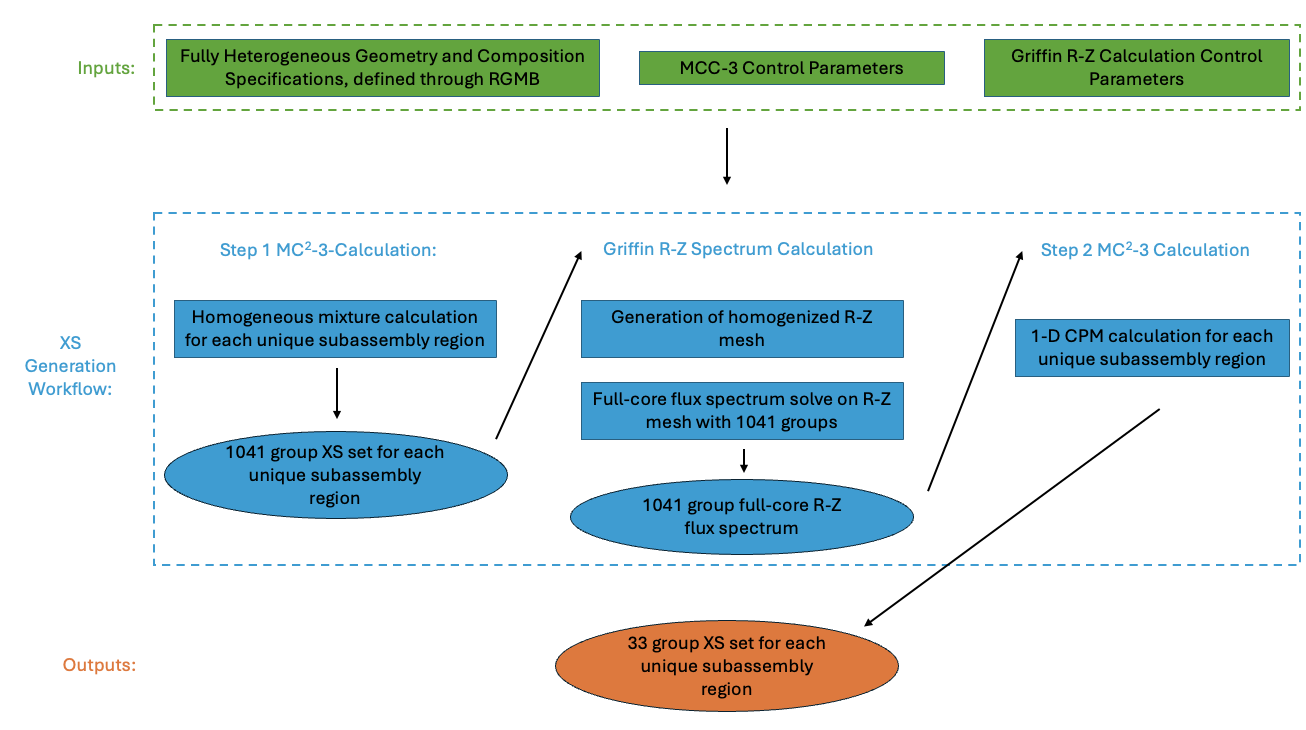 Inputs:
Fully Heterogeneous Geometry and Composition
Specifications, defined through RGMB
MCC-3 Control Parameters
Griffin R-Z Calculation Control
Parameters
XS
Generation
Workflow:
Step 1 MC²-3-Calculation:
Homogeneous mixture calculation
for each unique subassembly region
1041 group XS set for each
unique subassembly
region
Griffin R-Z Spectrum Calculation
Generation of homogenized R-Z
mesh
Full-core flux spectrum solve on R-Z
mesh with 1041 groups
1041 group full-core R-Z
flux spectrum
Step 2 MC²-3 Calculation
1-D CPM calculation for each
unique subassembly region
Outputs:
33 group XS set for each
unique subassembly
region